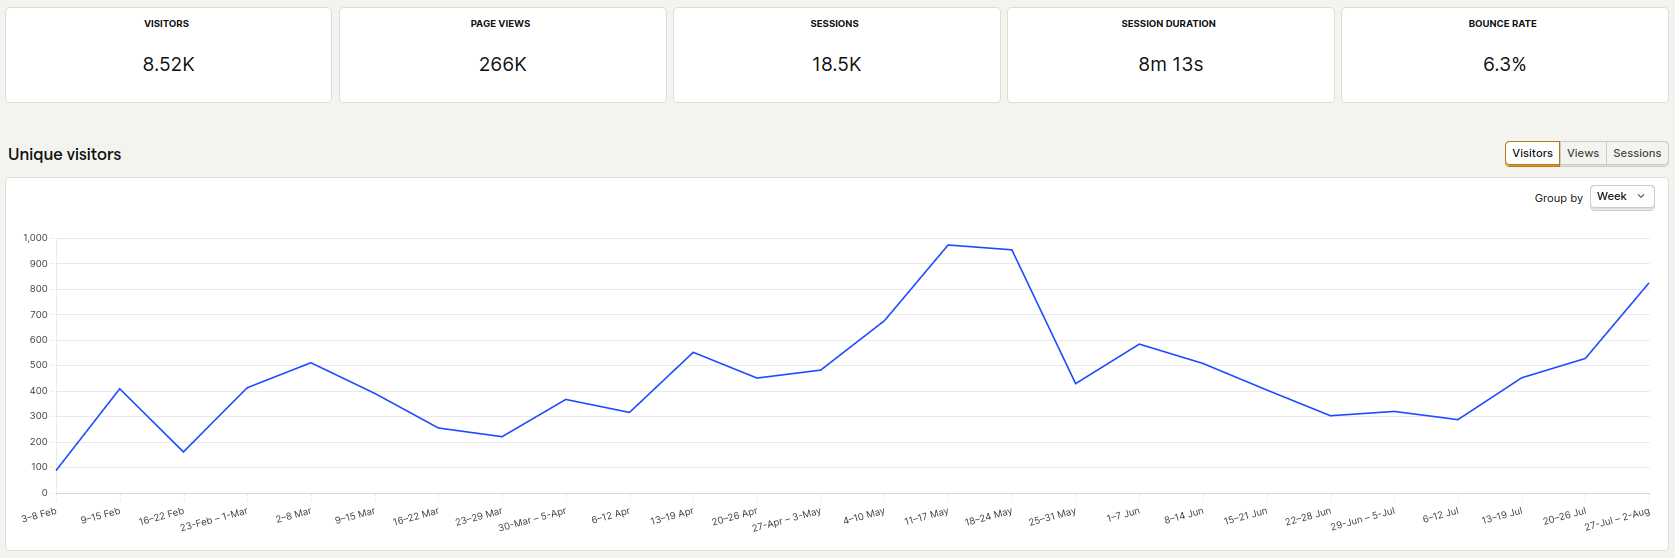 VISITORS PAGE VIEWS SESSIONS SESSION DURATION BOUNCE RATE
8.52K 266K 18.5K 8m 13s 6.3%
Unique visitors Visitors Views Sessions
Group by Week
1,000
900
800
700
600
500
400
300
200
100
0
3–8 Feb 9–15 Feb 16–22 Feb 23-Feb – 1-Mar 2–8 Mar 9–15 Mar 16–22 Mar 23–29 Mar 30-Mar – 5-Apr 6–12 Apr 13–19 Apr 20–26 Apr 27-Apr – 3-May 4–10 May 11–17 May 18–24 May 25–31 May 1–7 Jun 8–14 Jun 15–21 Jun 22–28 Jun 29-Jun – 5-Jul 6–12 Jul 13–19 Jul 20–26 Jul 27-Jul – 2-Aug